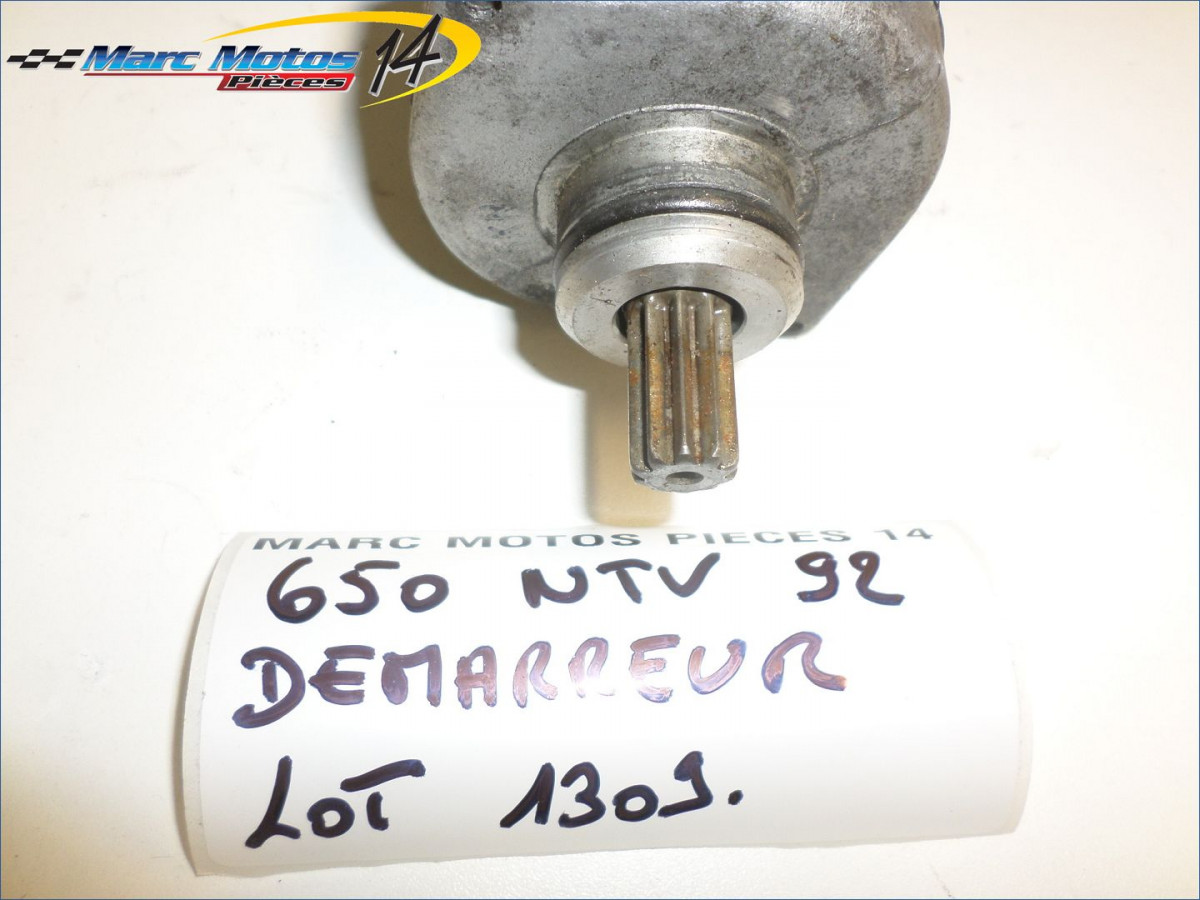 Marc Motos 14
Pièces
MARC MOTOS PIECES 14
650 NTV 92
DEMARREUR
LOT 1309.